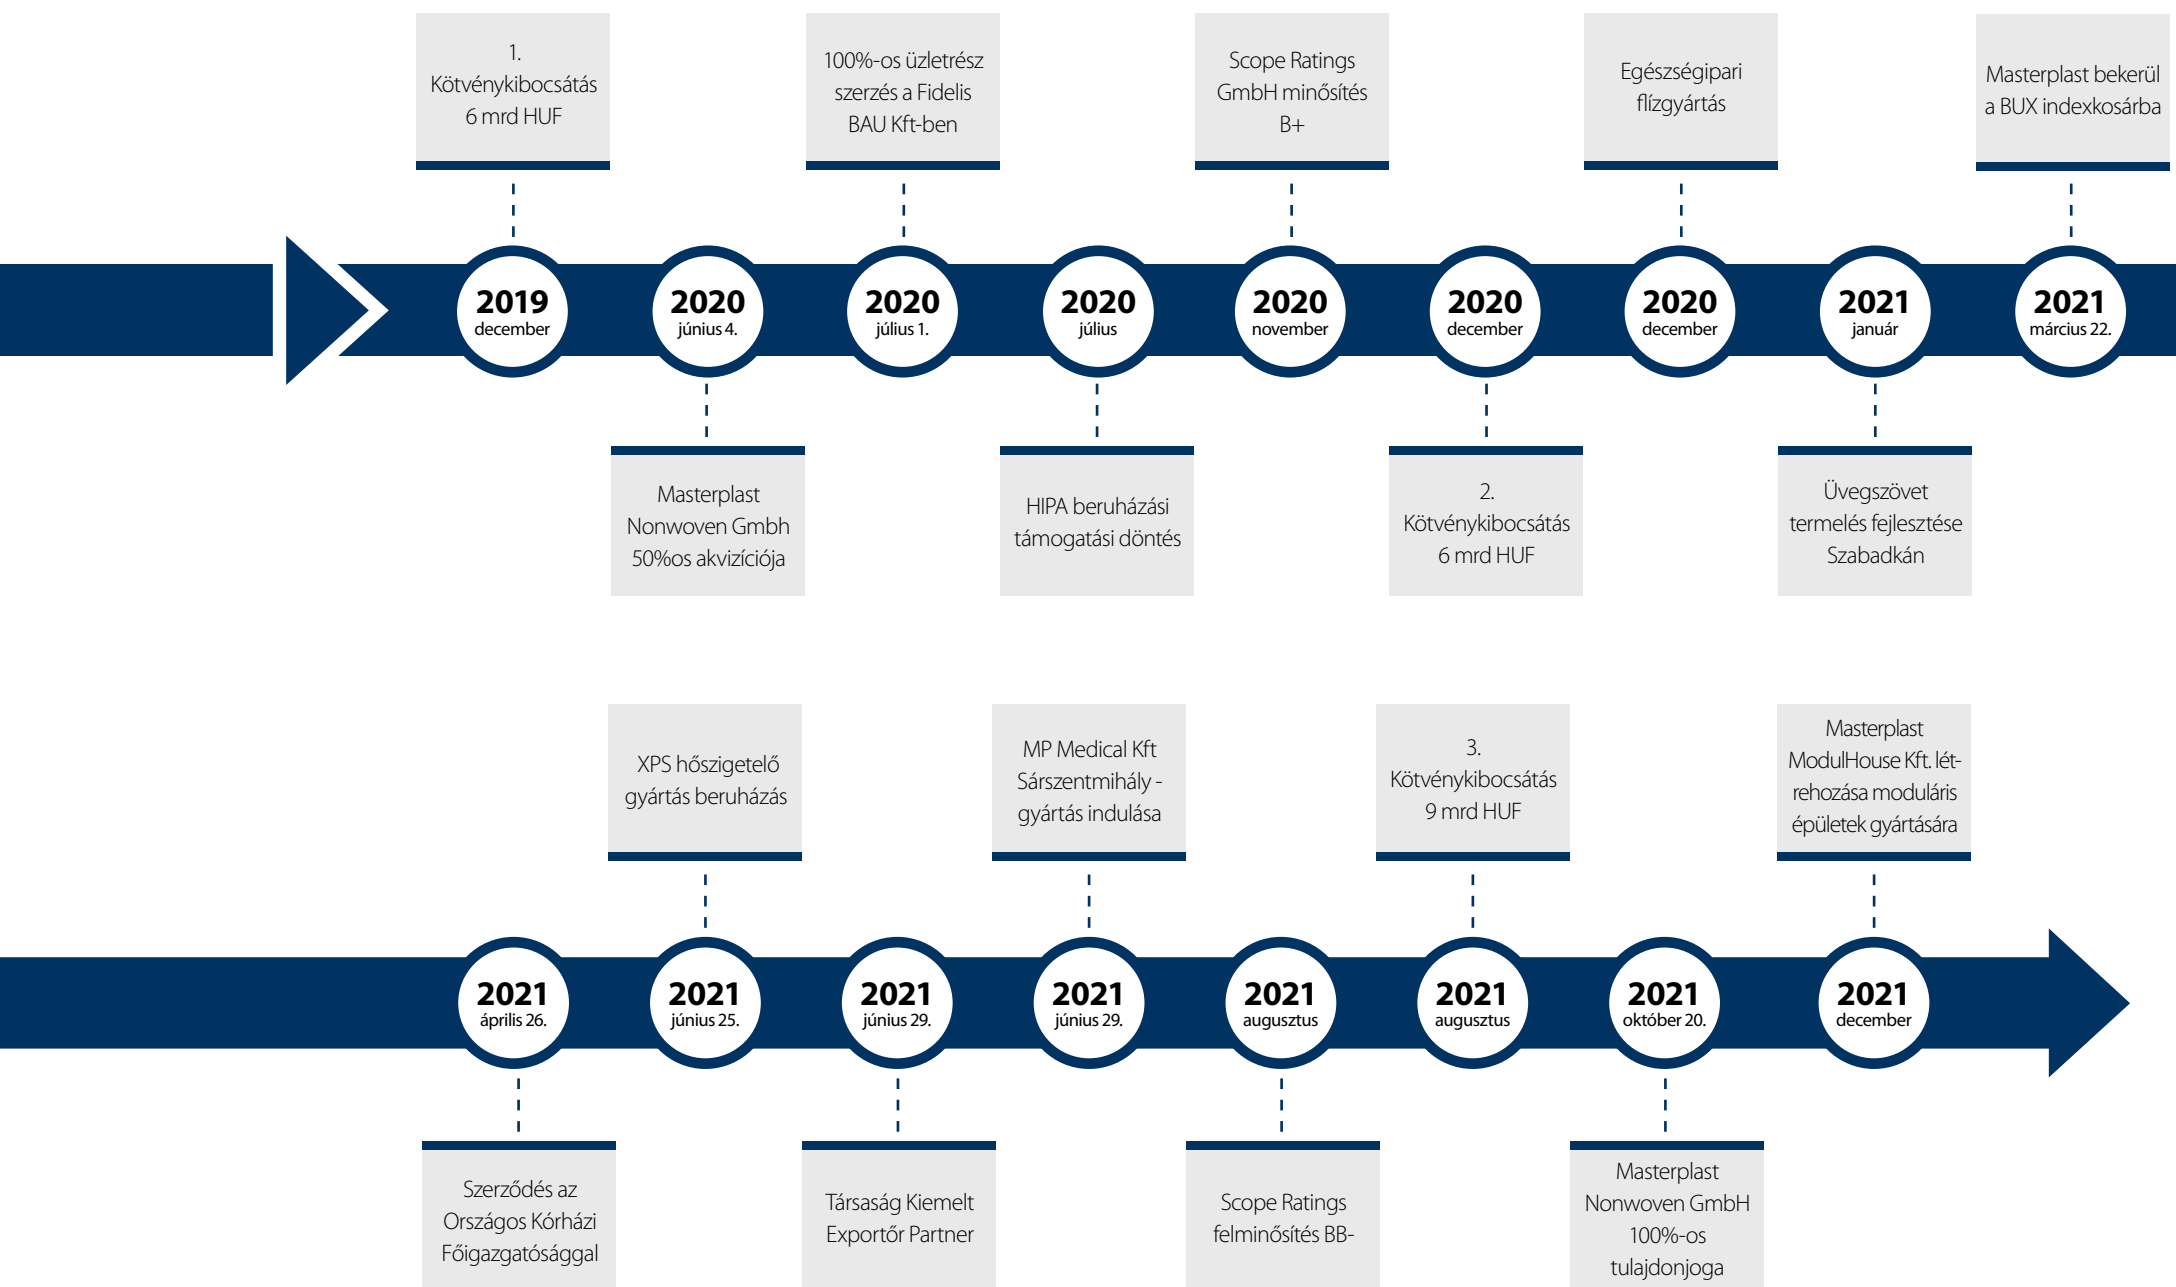 1.
Kötvénykibocsátás
6 mrd HUF
100%-os üzletrész
szerzés a Fidelis
BAU Kft-ben
Scope Ratings
GmbH minősítés
B+
Egészségipari
flízgyártás
Masterplast bekerül
a BUX indexkosárba
2019
december
2020
június 4.
2020
július 1.
2020
július
2020
november
2020
december
2020
december
2021
január
2021
március 22.
Masterplast
Nonwoven Gmbh
50%os akvizíciója
HIPA beruházási
támogatási döntés
2.
Kötvénykibocsátás
6 mrd HUF
Üvegszövet
termelés fejlesztése
Szabadkán
XPS hőszigetelő
gyártás beruházás
MP Medical Kft
Sárszentmihály -
gyártás indulása
3.
Kötvénykibocsátás
9 mrd HUF
Masterplast
ModulHouse Kft. lét-
rehozása moduláris
épületek gyártására
2021
április 26.
2021
június 25.
2021
június 29.
2021
június 29.
2021
augusztus
2021
augusztus
2021
október 20.
2021
december
Szerződés az
Országos Kórházi
Főigazgatósággal
Társaság Kiemelt
Exportőr Partner
Scope Ratings
felminősítés BB-
Masterplast
Nonwoven GmbH
100%-os
tulajdonjoga